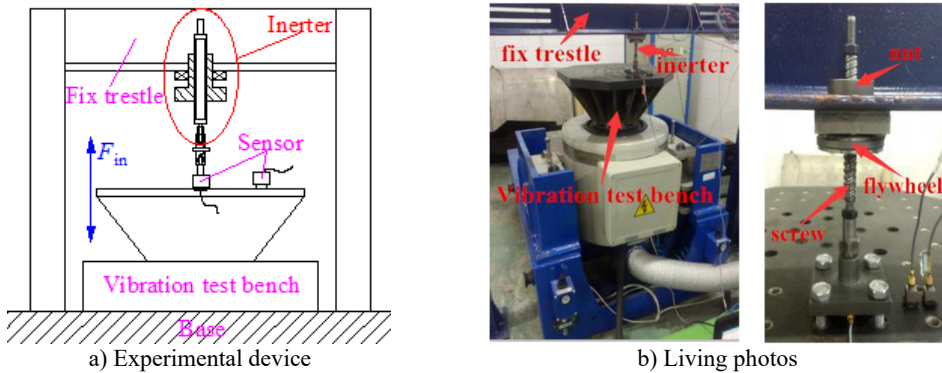 Inerter
Fix trestle
Sensor
Fin
Vibration test bench
Base
a) Experimental device
fix trestle
inerter
Vibration test bench
nut
flywheel
screw
b) Living photos